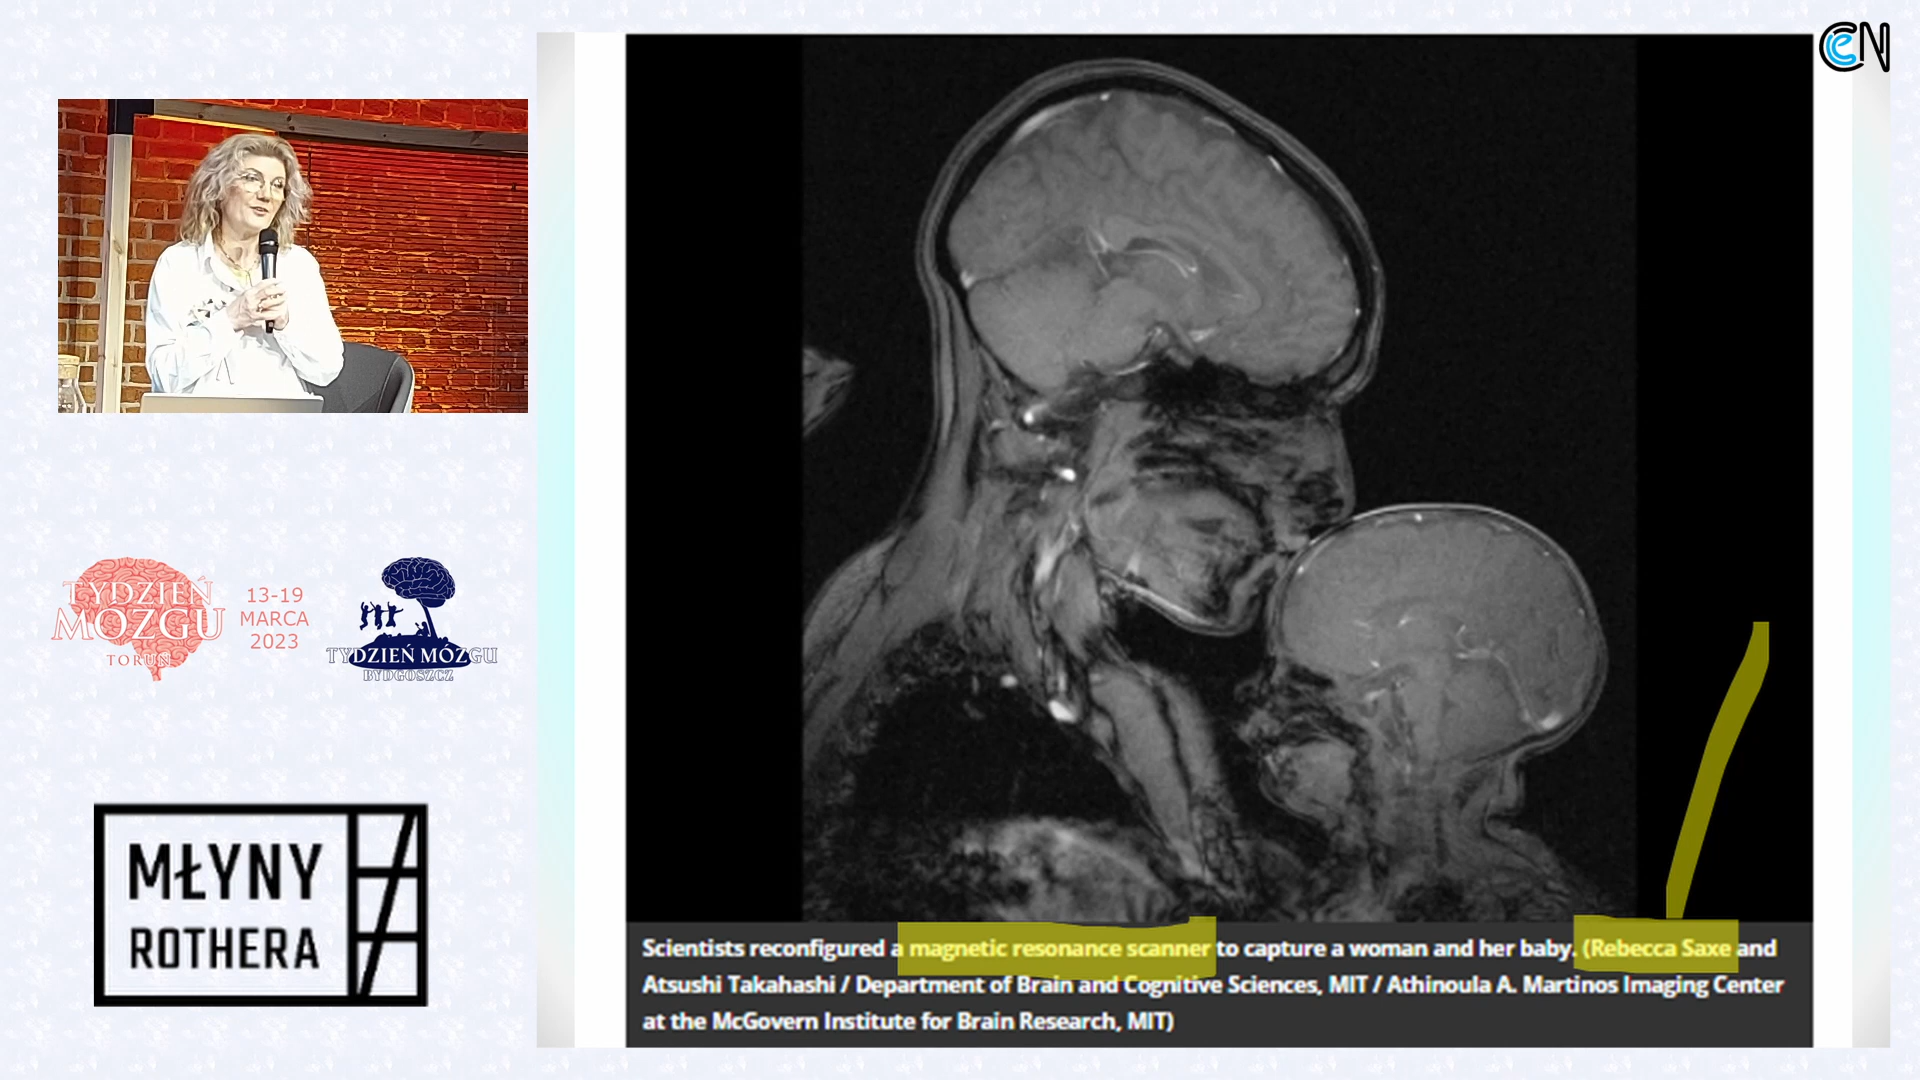 CeN
TYDZIEŃ
MÓZGU
TORUŃ
13-19
MARCA
2023
TYDZIEŃ MÓZGU
BYDGOSZCZ
MŁYNY
ROTHERA
Scientists reconfigured a magnetic resonance scanner to capture a woman and her baby. (Rebecca Saxe and
Atsushi Takahashi / Department of Brain and Cognitive Sciences, MIT / Athinoula A. Martinos Imaging Center
at the McGovern Institute for Brain Research, MIT)